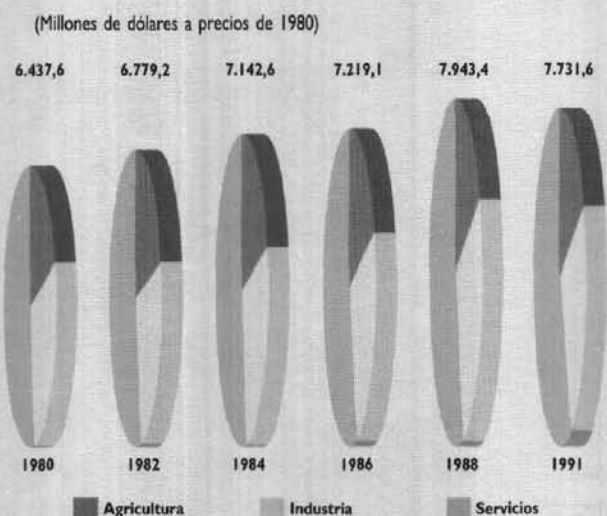 (Millones de dólares a precios de 1980)
6.437,6 6.779,2 7.142,6 7.219,1 7.943,4 7.731,6
1980 1982 1984 1986 1988 1991
Agricultura Industria Servicios